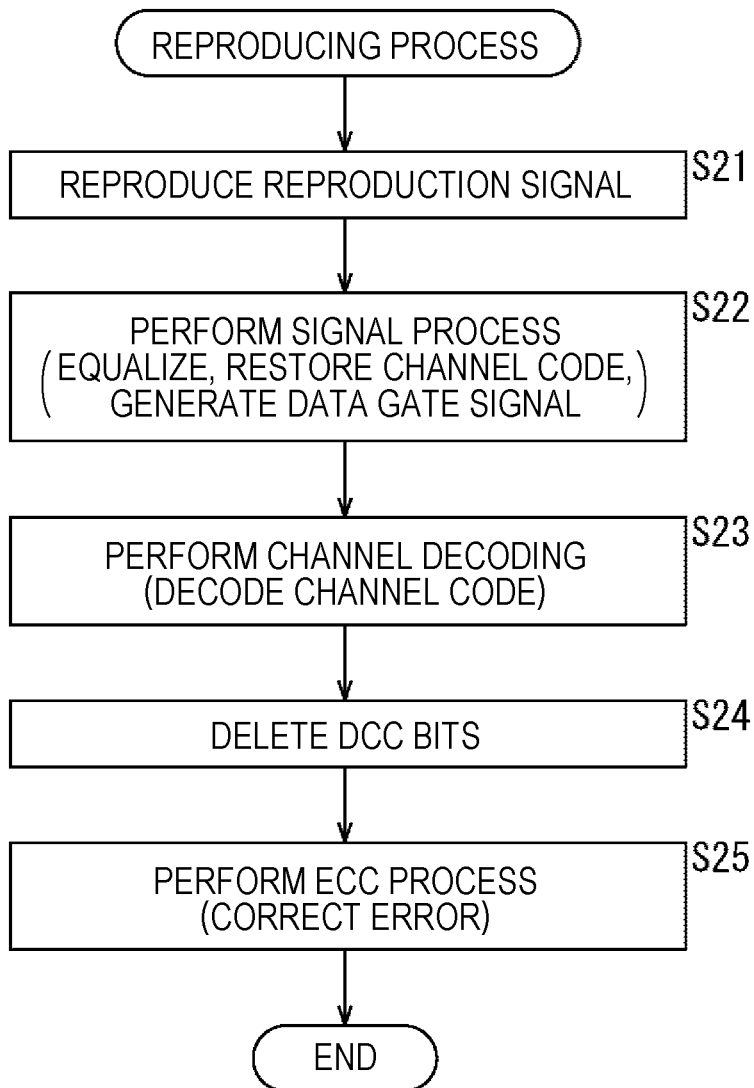 REPRODUCING PROCESS
S21
REPRODUCE REPRODUCTION SIGNAL
S22
PERFORM SIGNAL PROCESS
(EQUALIZE, RESTORE CHANNEL CODE,
GENERATE DATA GATE SIGNAL)
S23
PERFORM CHANNEL DECODING
(DECODE CHANNEL CODE)
S24
DELETE DCC BITS
S25
PERFORM ECC PROCESS
(CORRECT ERROR)
END